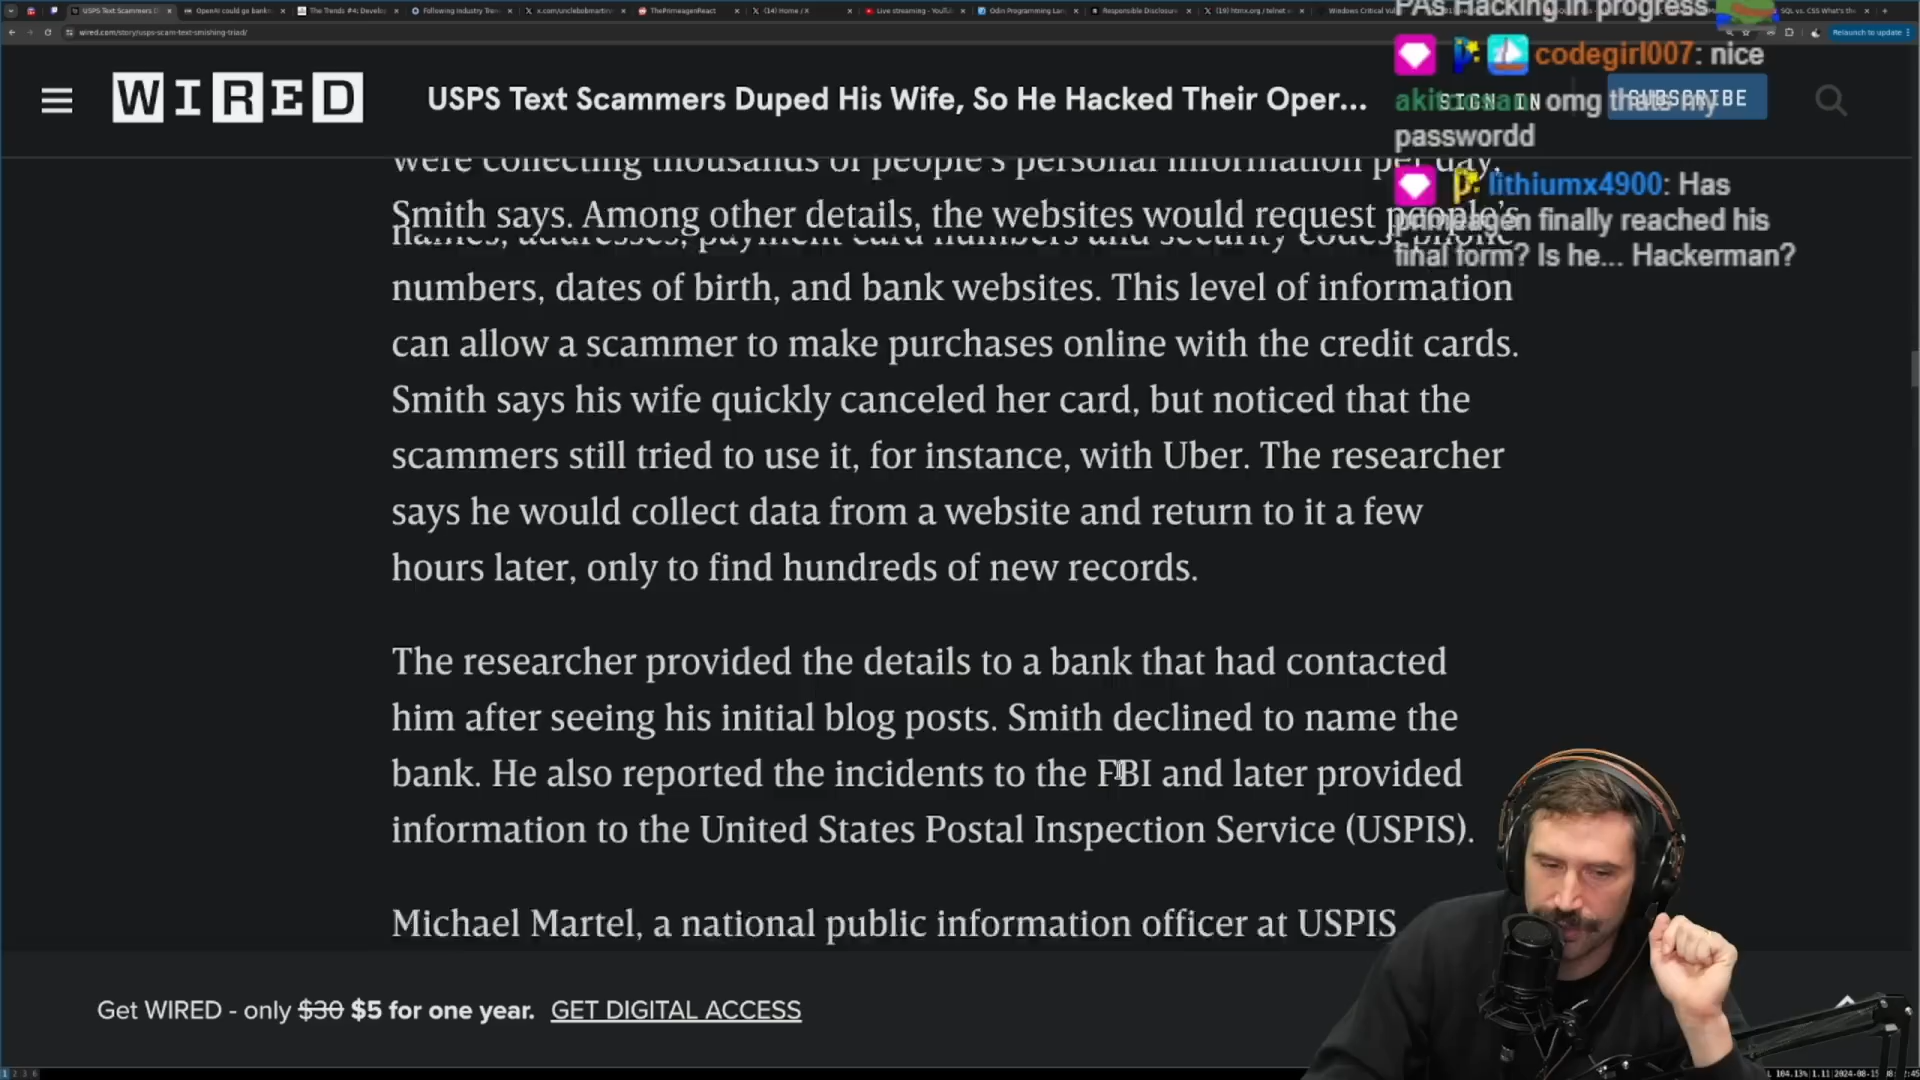 USPS Text Scammers D
OpenAI could go bank
The Trends #4: Develo
Following Industry Tren
x.com/unclebobmartin
ThePrimeagenReact
(14) Home / X
Live streaming - YouTu
Odin Programming Lan
Responsible Disclosure
(19) htmx.org / telnet
Windows Critical Vul
SQL vs. CSS What's th
wired.com/story/usps-scam-text-smishing-triad/
Relaunch to update
PAs Hacking in progress
WIRED
USPS Text Scammers Duped His Wife, So He Hacked Their Oper...
SIGN IN
SUBSCRIBE
codegirl007: nice
omg thats my
passwordd
lithiumx4900: Has
primeagen finally reached his
final form? Is he... Hackerman?
were collecting thousands of people's personal information per day,
Smith says. Among other details, the websites would request people's
names, addresses, payment card numbers and security codes, phone
numbers, dates of birth, and bank websites. This level of information
can allow a scammer to make purchases online with the credit cards.
Smith says his wife quickly canceled her card, but noticed that the
scammers still tried to use it, for instance, with Uber. The researcher
says he would collect data from a website and return to it a few
hours later, only to find hundreds of new records.
The researcher provided the details to a bank that had contacted
him after seeing his initial blog posts. Smith declined to name the
bank. He also reported the incidents to the FBI and later provided
information to the United States Postal Inspection Service (USPIS).
Michael Martel, a national public information officer at USPIS
Get WIRED - only $30 $5 for one year. GET DIGITAL ACCESS